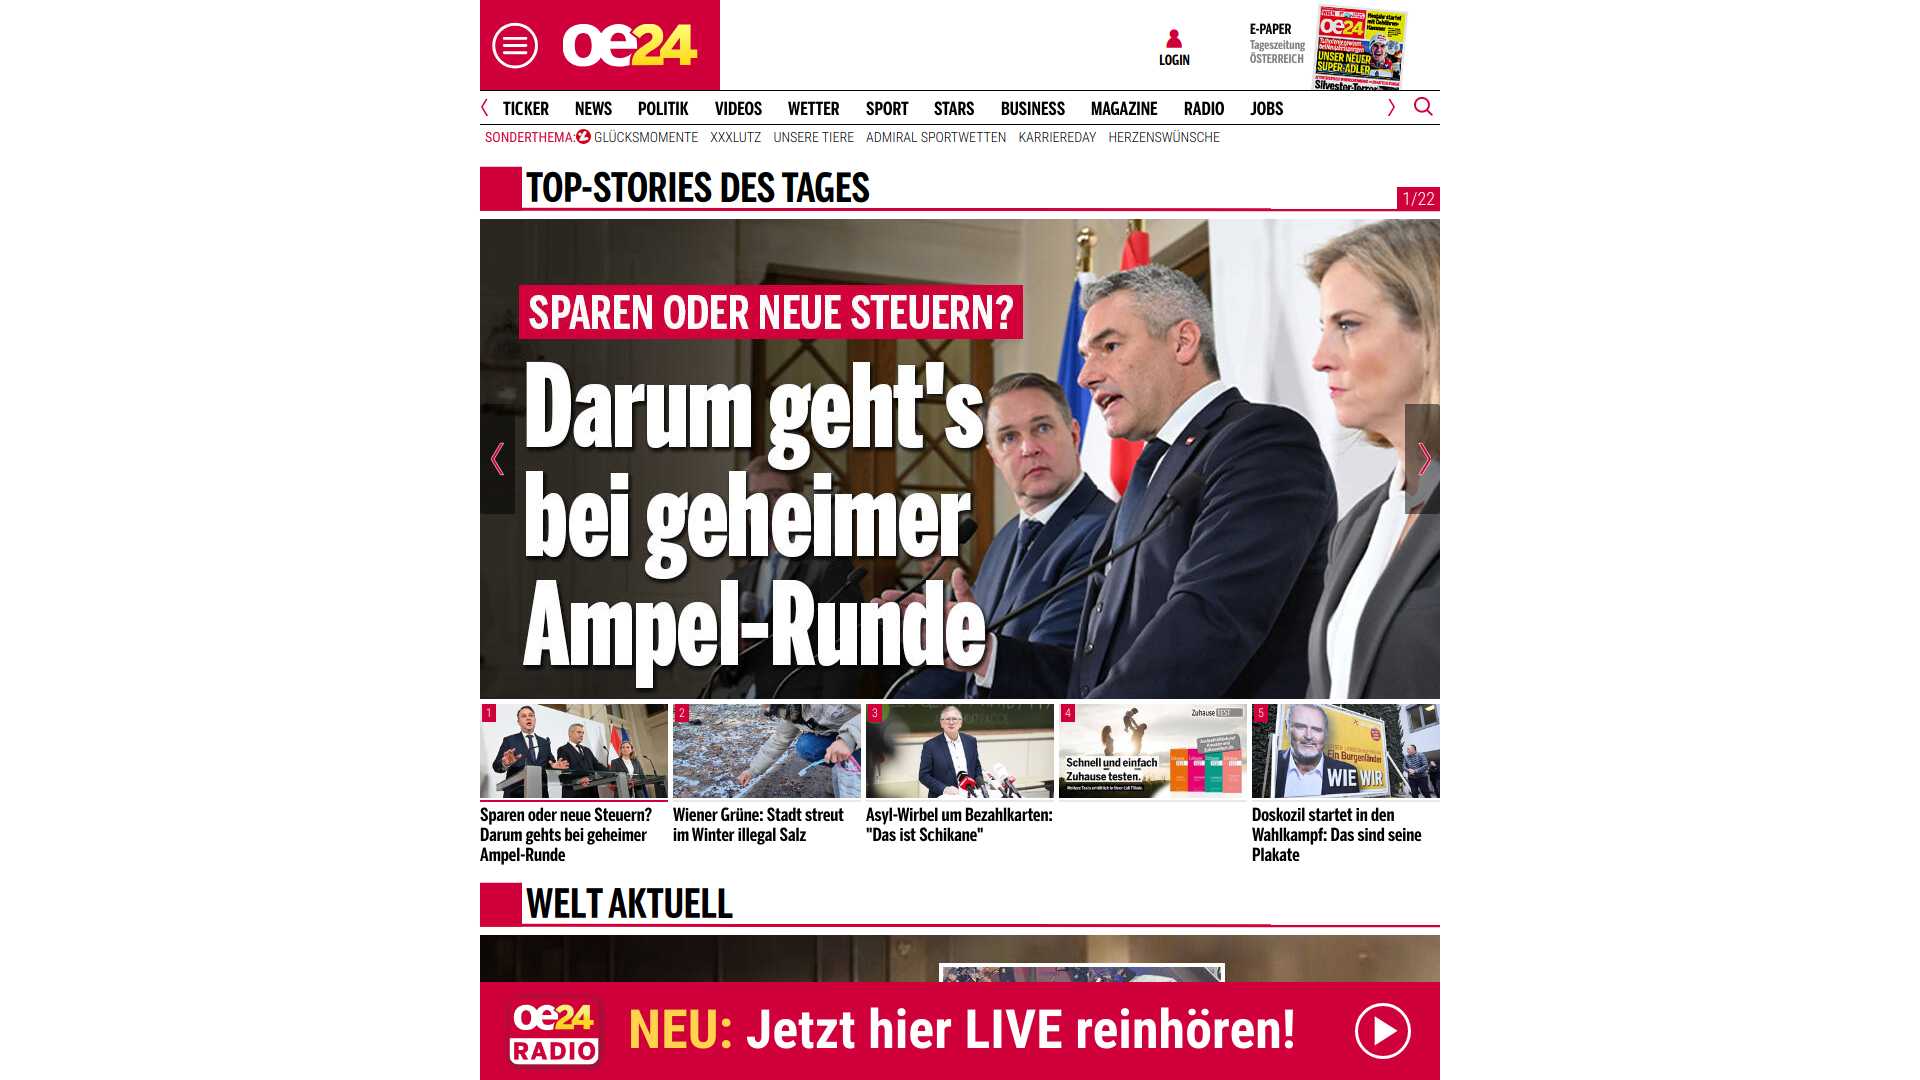 oe24
LOGIN
E-PAPER
Tageszeitung
ÖSTERREICH
oe24
UNSER NEUER
SUPER-ADLER
TICKER NEWS POLITIK VIDEOS WETTER SPORT STARS BUSINESS MAGAZINE RADIO JOBS
SONDERTHEMA: GLÜCKSMOMENTE XXXLUTZ UNSERE TIERE ADMIRAL SPORTWETTEN KARRIEREDAY HERZENSWÜNSCHE
TOP-STORIES DES TAGES
1/22
SPAREN ODER NEUE STEUERN?
Darum geht's
bei geheimer
Ampel-Runde
1
2
3
4
5
Zuhause TEST
Schnell und einfach
Zuhause testen.
Ein Burgenländer
WIE WIR
Sparen oder neue Steuern?
Darum gehts bei geheimer
Ampel-Runde
Wiener Grüne: Stadt streut
im Winter illegal Salz
Asyl-Wirbel um Bezahlkarten:
"Das ist Schikane"
Doskozil startet in den
Wahlkampf: Das sind seine
Plakate
WELT AKTUELL
oe24
RADIO
NEU: Jetzt hier LIVE reinhören!